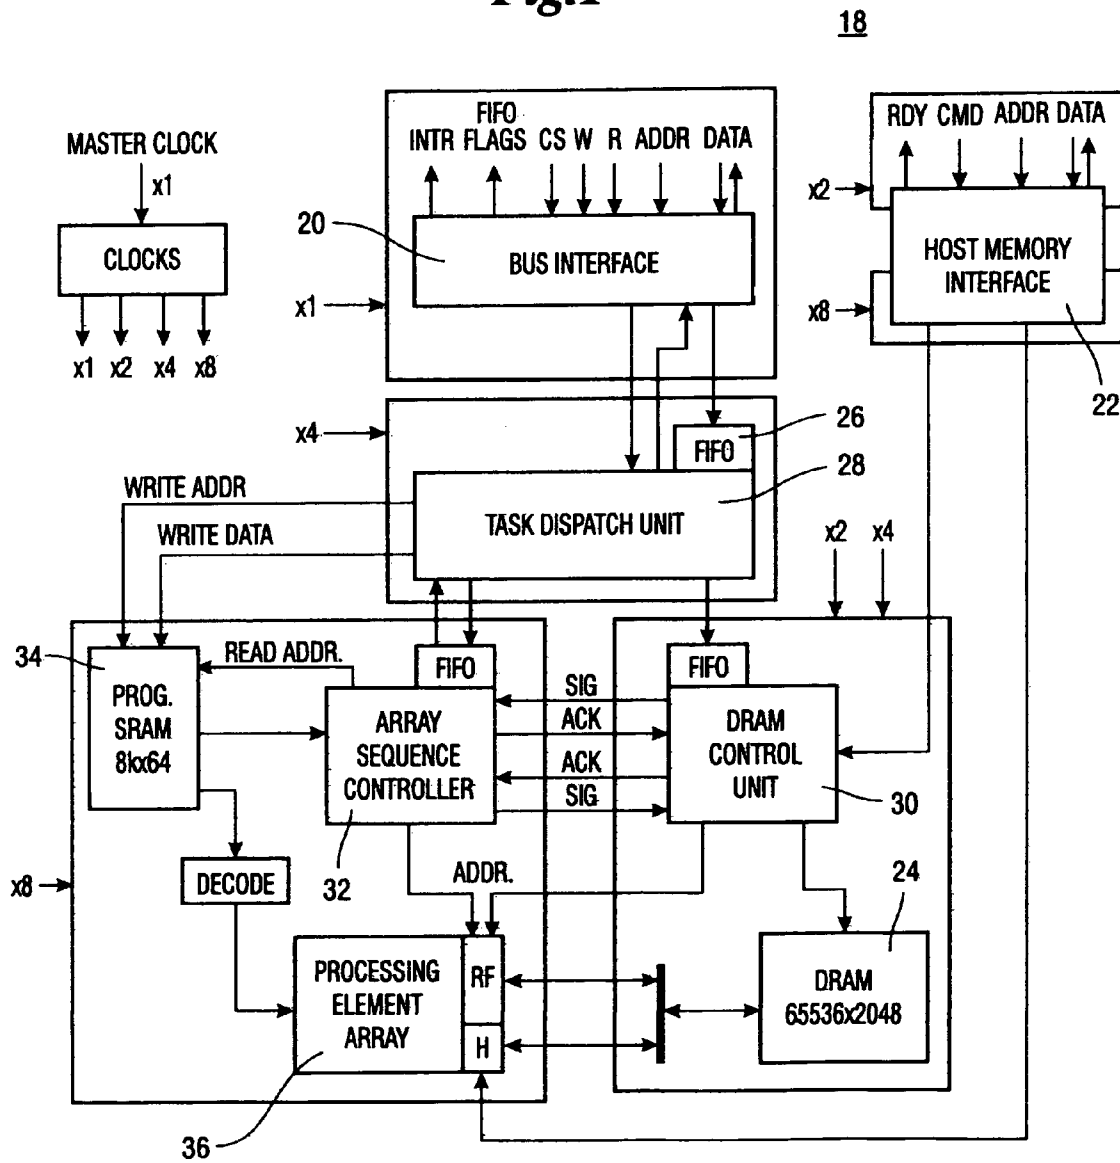 Fig.1
18
MASTER CLOCK
x1
CLOCKS
x1 x2 x4 x8
FIFO
INTR FLAGS CS W R ADDR DATA
20
BUS INTERFACE
x1
RDY CMD ADDR DATA
x2
HOST MEMORY
INTERFACE
x8
22
x4
26
FIFO
28
TASK DISPATCH UNIT
WRITE ADDR
WRITE DATA
x2 x4
34
READ ADDR.
PROG.
SRAM
8kx64
FIFO
ARRAY
SEQUENCE
CONTROLLER
32
SIG
ACK
ACK
SIG
FIFO
DRAM
CONTROL
UNIT
30
x8
DECODE
ADDR.
24
PROCESSING
ELEMENT
ARRAY
RF
H
36
DRAM
65536x2048